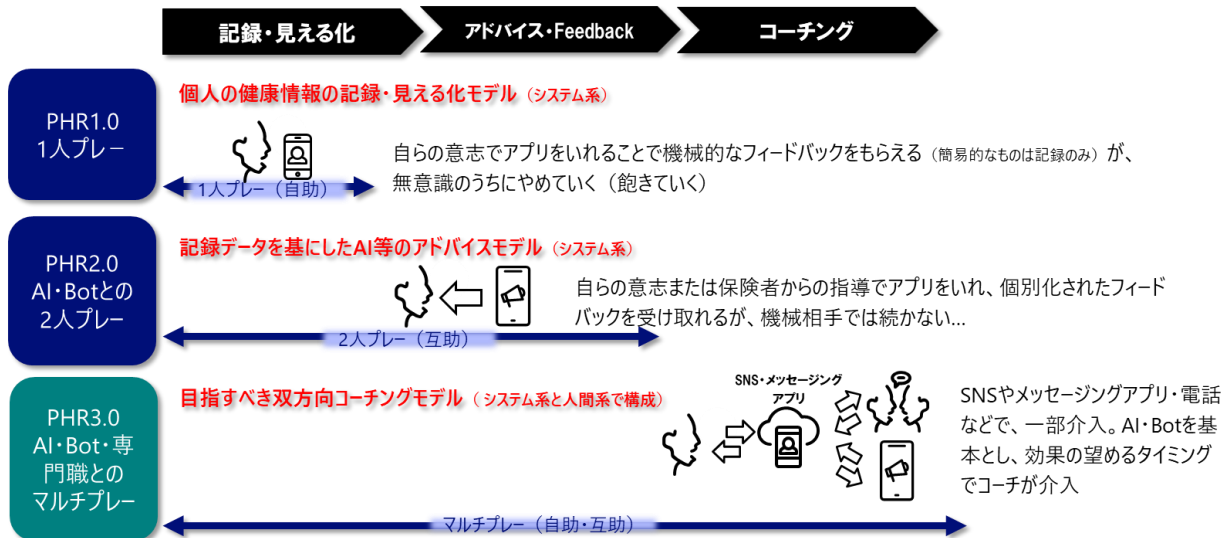 記録・見える化
アドバイス・Feedback
コーチング
PHR1.0
1人プレー
個人の健康情報の記録・見える化モデル（システム系）
自らの意志でアプリをいれることで機械的なフィードバックをもらえる（簡易的なものは記録のみ）が、
無意識のうちにやめていく（飽きていく）
1人プレー（自助）
PHR2.0
AI・Botとの
2人プレー
記録データを基にしたAI等のアドバイスモデル（システム系）
自らの意志または保険者からの指導でアプリをいれ、個別化されたフィード
バックを受け取れるが、機械相手では続かない…
2人プレー（互助）
PHR3.0
AI・Bot・専
門職との
マルチプレー
目指すべき双方向コーチングモデル（システム系と人間系で構成）
SNS・メッセージング
アプリ
SNSやメッセージングアプリ・電話
などで、一部介入。AI・Botを基
本とし、効果の望めるタイミング
でコーチが介入
マルチプレー（自助・互助）